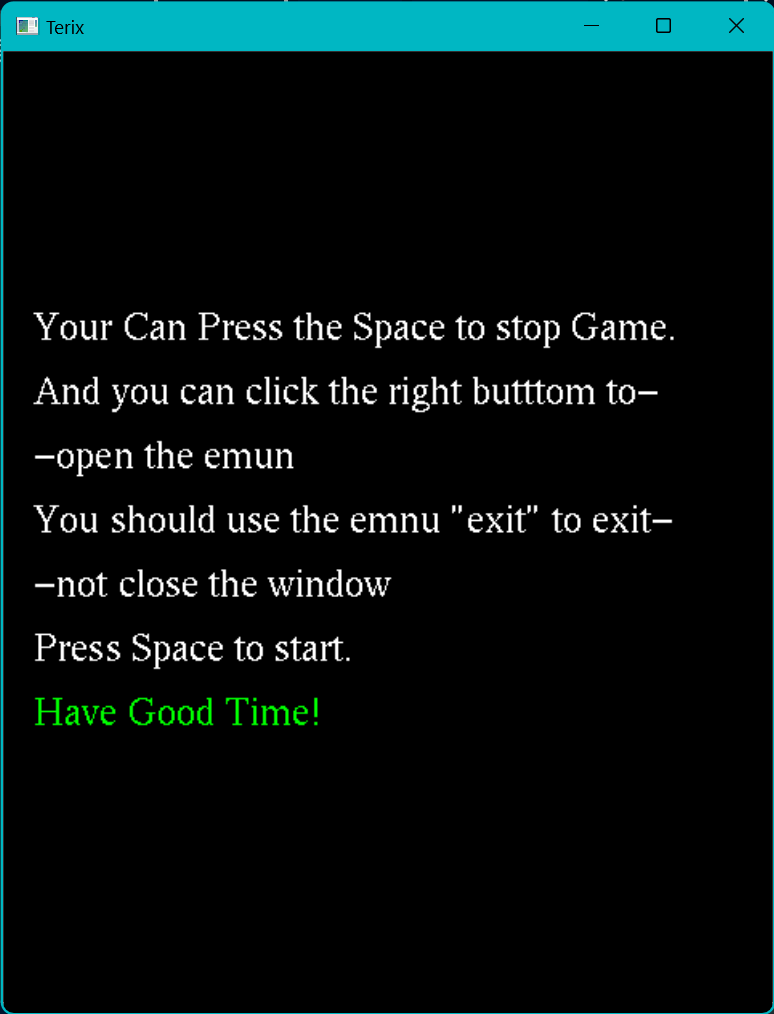 Terix
Your Can Press the Space to stop Game.
And you can click the right butttom to—
—open the emun
You should use the emnu "exit" to exit—
—not close the window
Press Space to start.
Have Good Time!